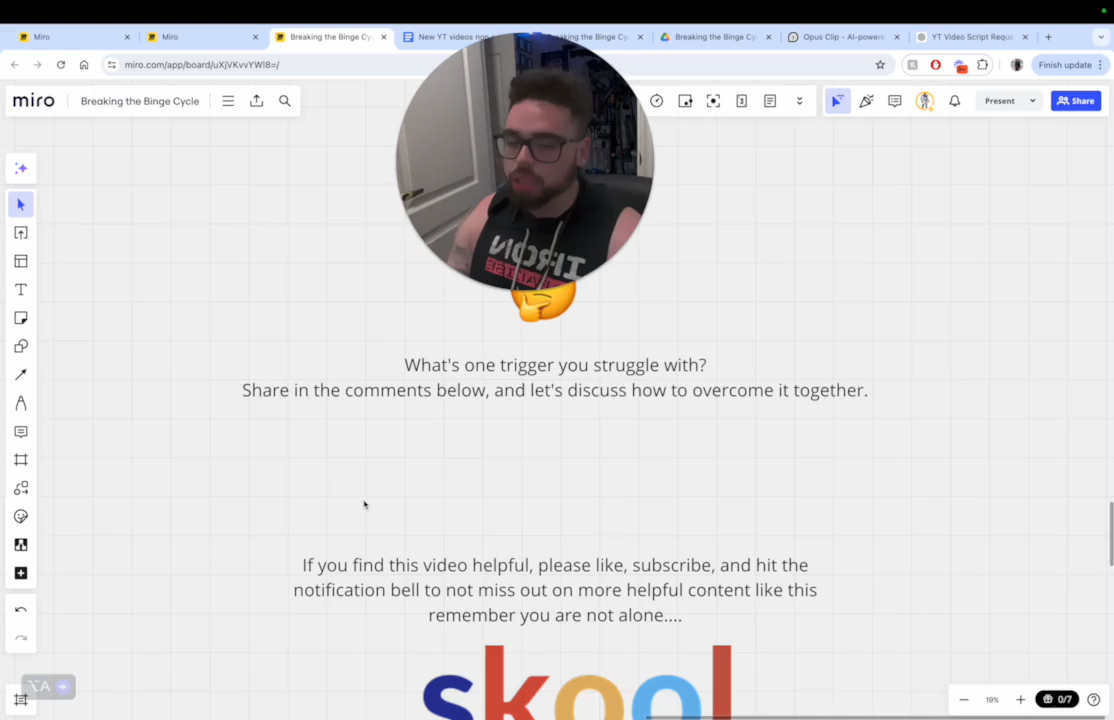 Miro
Miro
Breaking the Binge Cy
New YT videos non
eaking the Binge Cy
Breaking the Binge Cy
Opus Clip - AI-powere
YT Video Script Reque
miro.com/app/board/uXjVKvvYWI8=/
Finish update
miro
Breaking the Binge Cycle
3
Present
Share
IRON
What's one trigger you struggle with?
Share in the comments below, and let's discuss how to overcome it together.
If you find this video helpful, please like, subscribe, and hit the
notification bell to not miss out on more helpful content like this
remember you are not alone....
skool
⌥A
19%
0/7